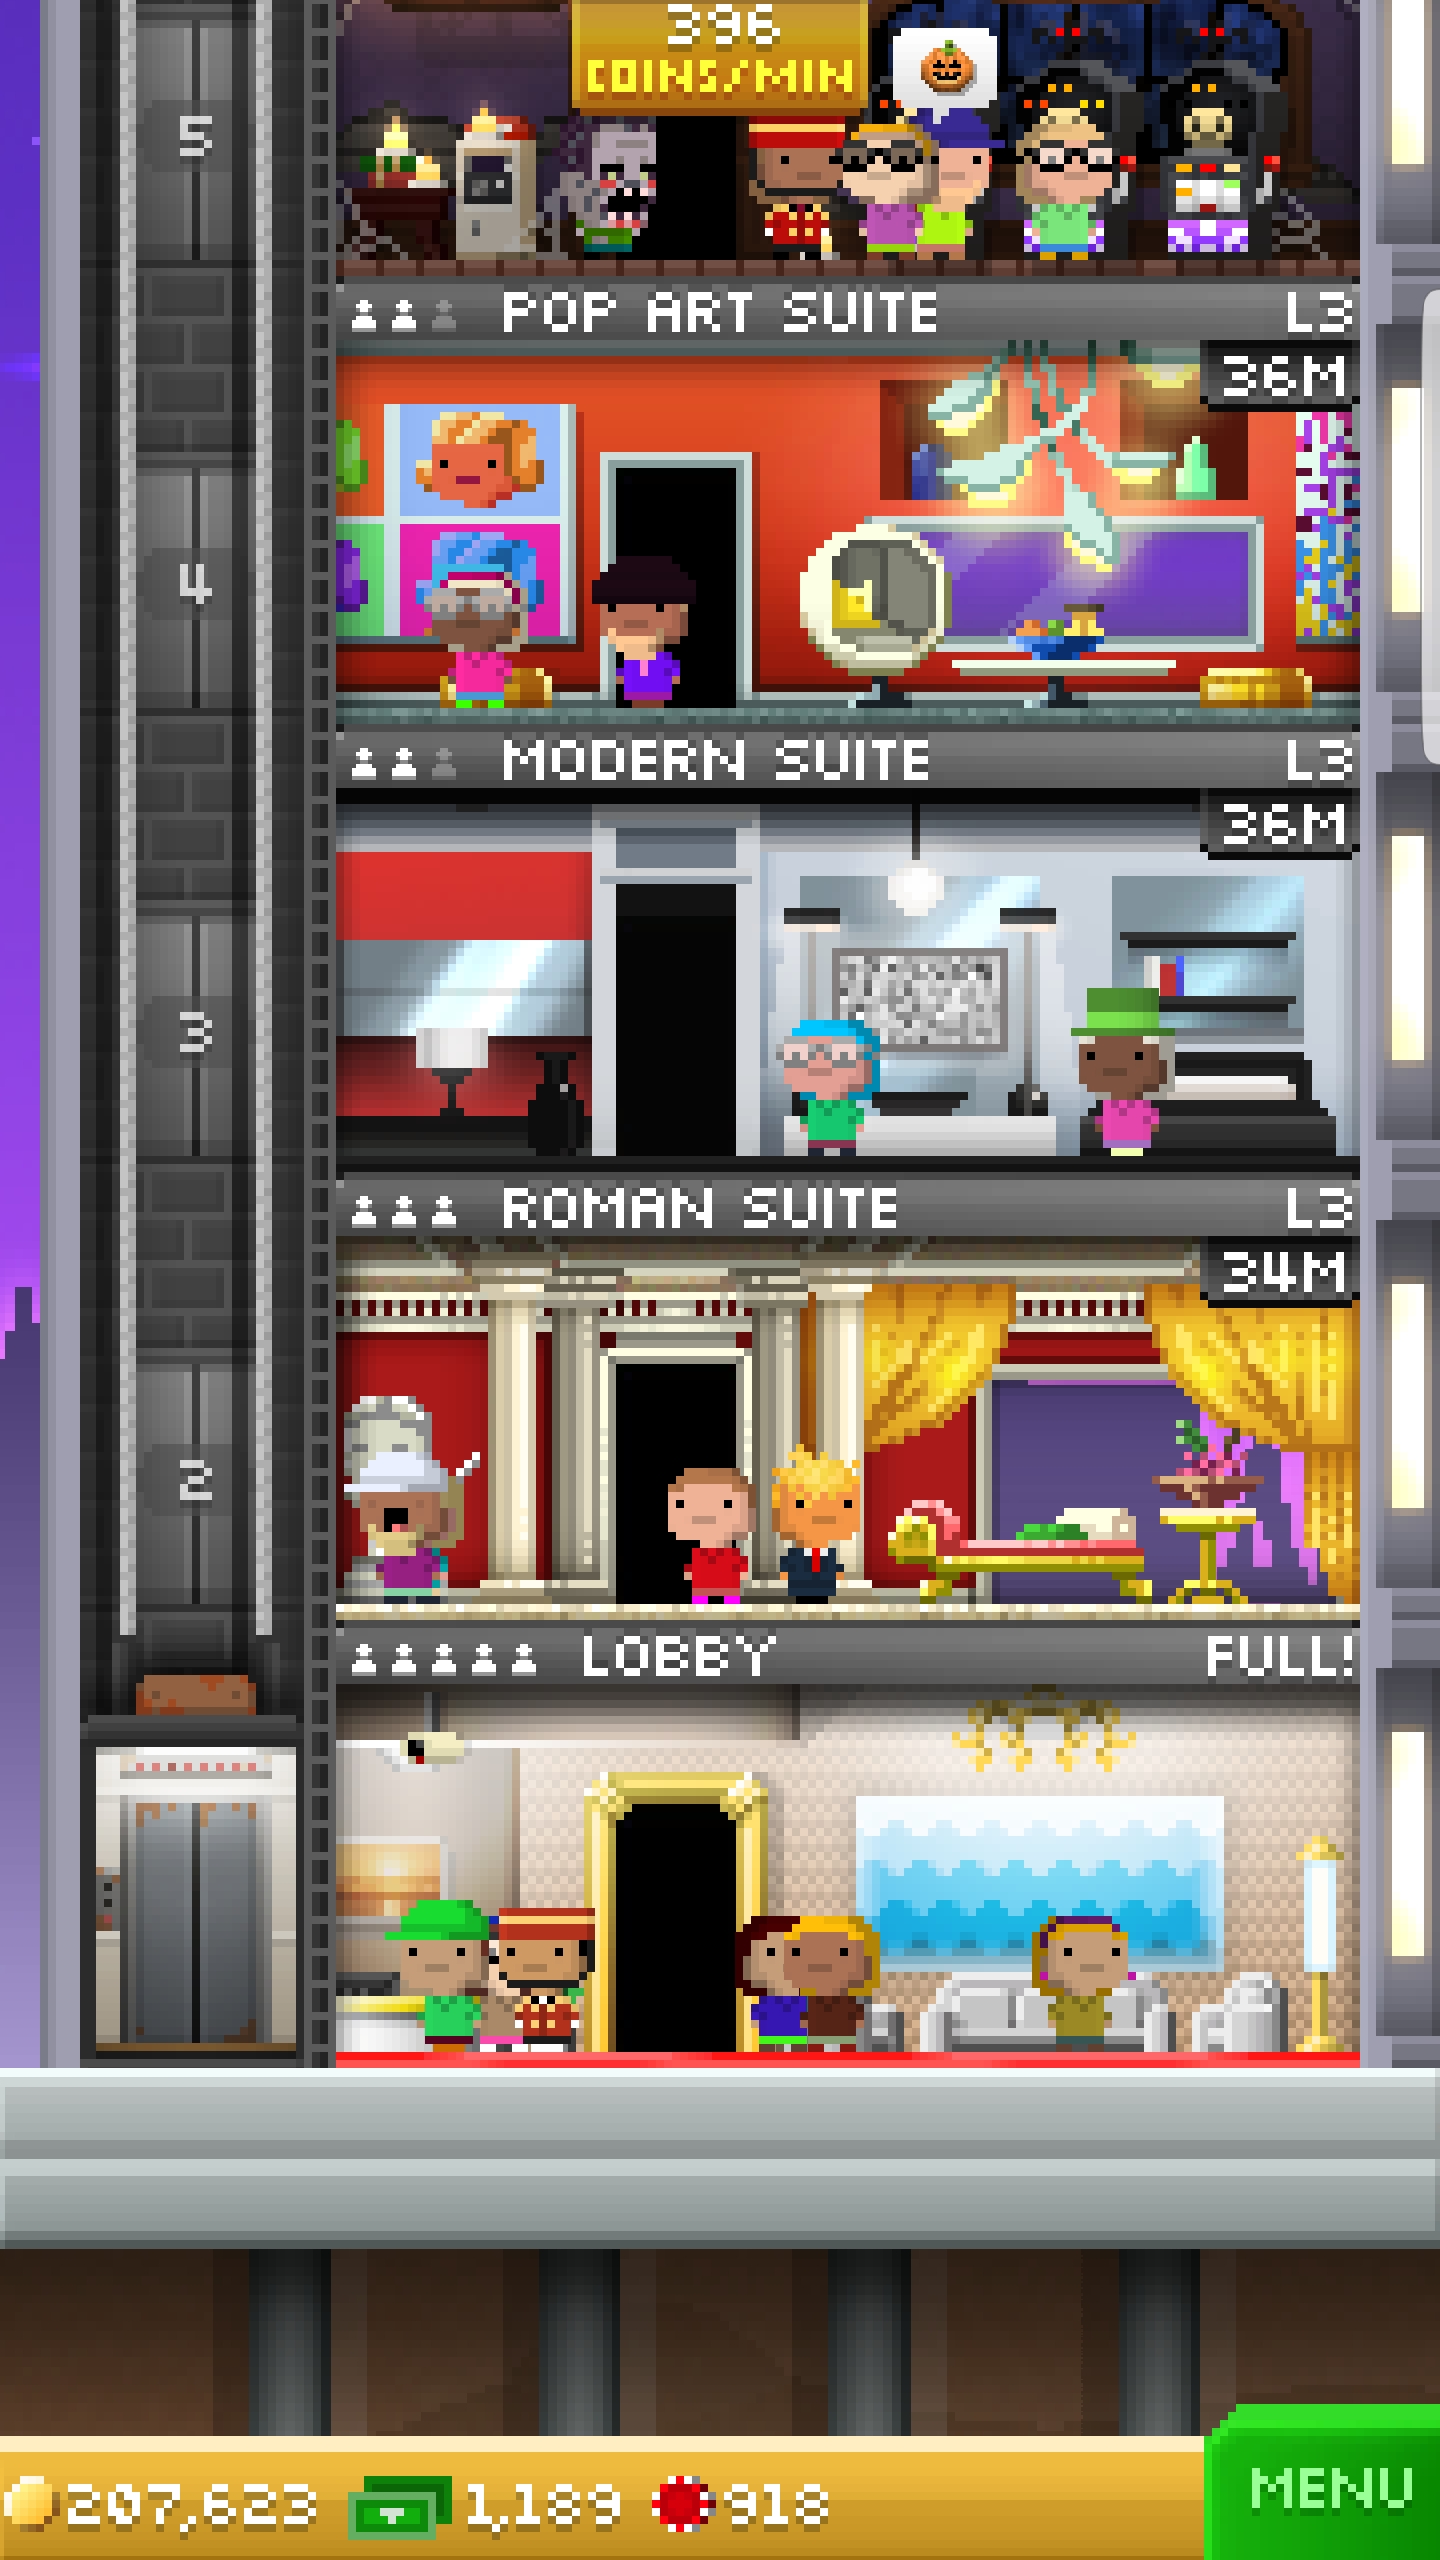 396
COINS/MIN
5
POP ART SUITE L3
36M
4
MODERN SUITE L3
36M
3
ROMAN SUITE L3
34M
2
LOBBY FULL!
207,623 1,189 918
MENU